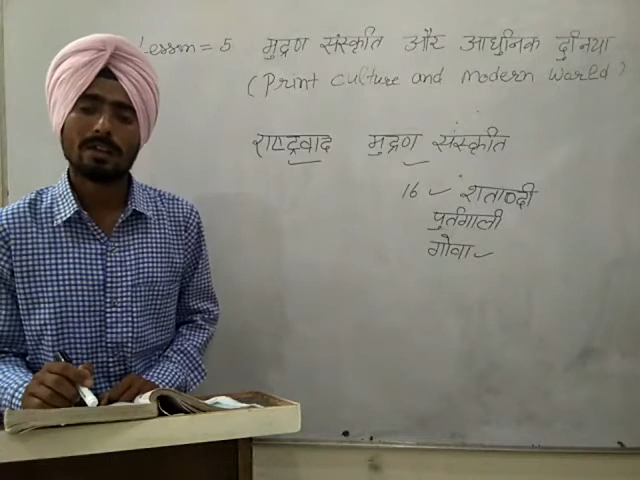 Lesson = 5 मुद्रण संस्कृति और आधुनिक दुनिया
(Print culture and modern world)
राष्ट्रवाद मुद्रण संस्कृति
16 शताब्दी
पुर्तगाली
गोवा